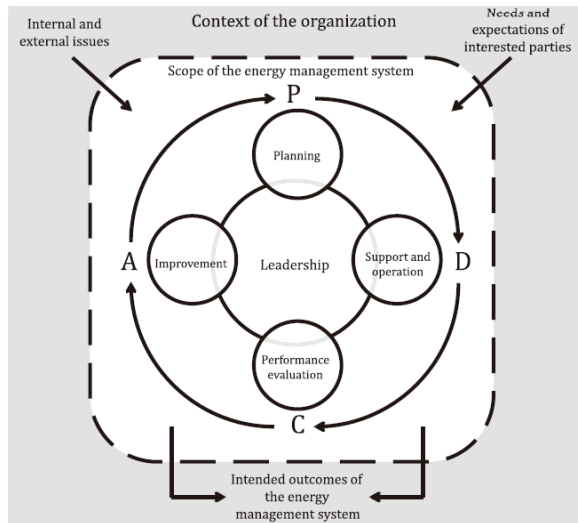 Internal and
external issues
Context of the organization
Needs and
expectations of
interested parties
Scope of the energy management system
P
Planning
A
Improvement
Leadership
Support and
operation
D
Performance
evaluation
C
Intended outcomes of
the energy
management system